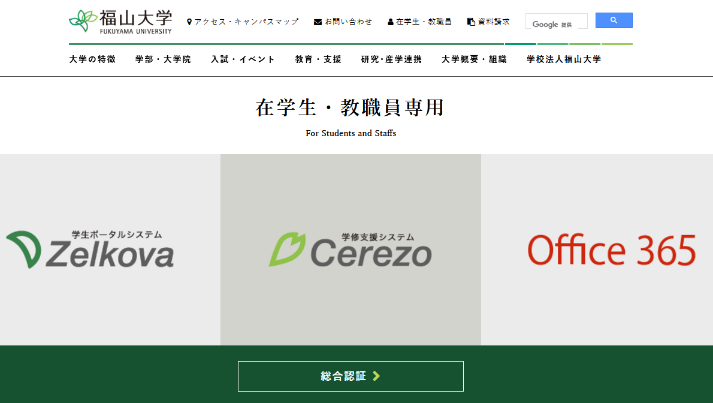 福山大学
FUKUYAMA UNIVERSITY
アクセス・キャンパスマップ
お問い合わせ
在学生・教職員
資料請求
Google 提供
大学の特徴
学部・大学院
入試・イベント
教育・支援
研究・産学連携
大学概要・組織
学校法人福山大学
在学生・教職員専用
For Students and Staffs
学生ポータルシステム
Zelkova
学修支援システム
Cerezo
Office 365
総合認証